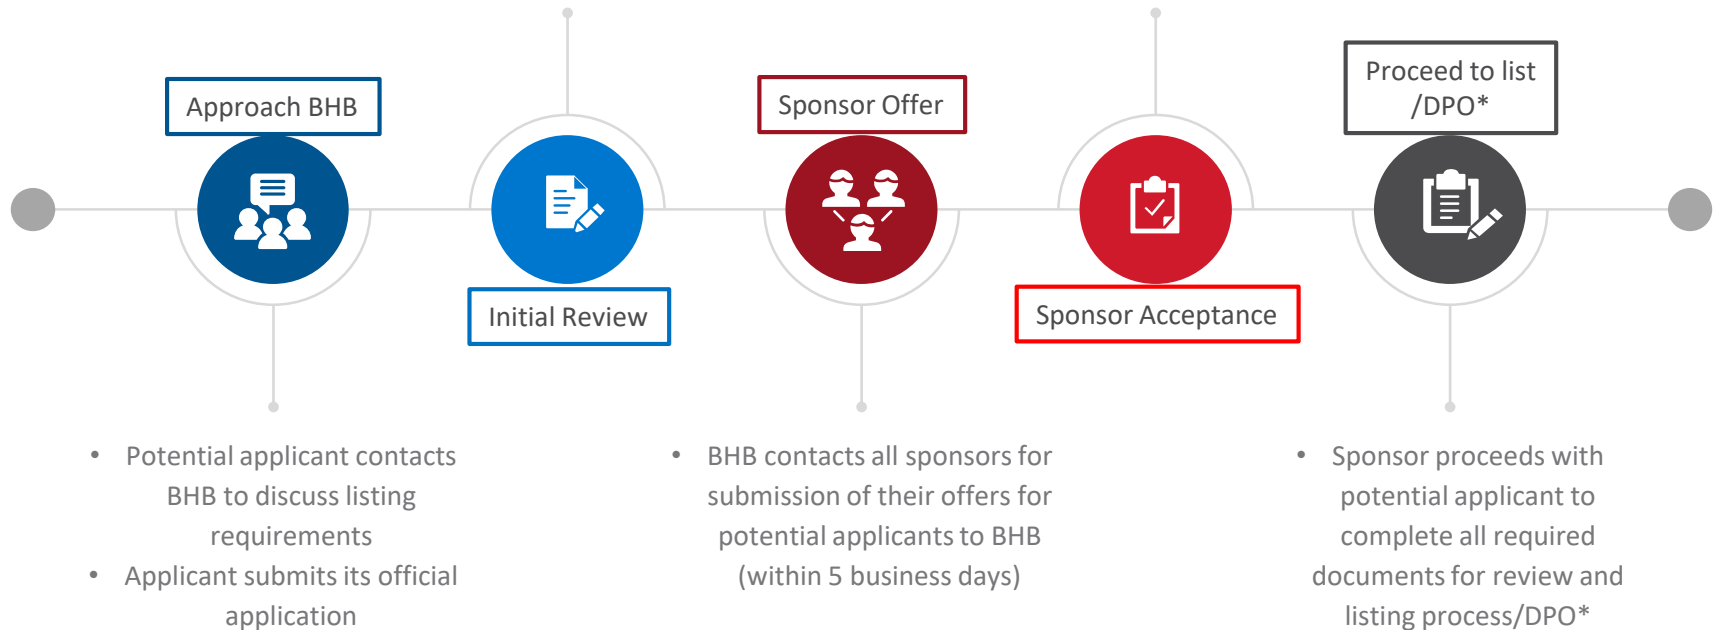 Approach BHB
Initial Review
Sponsor Offer
Sponsor Acceptance
Proceed to list
/DPO*
• Potential applicant contacts
BHB to discuss listing
requirements
• Applicant submits its official
application
• BHB contacts all sponsors for
submission of their offers for
potential applicants to BHB
(within 5 business days)
• Sponsor proceeds with
potential applicant to
complete all required
documents for review and
listing process/DPO*